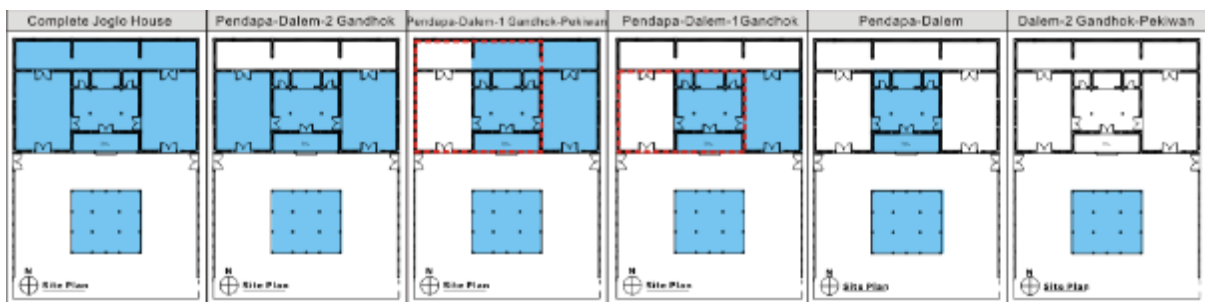 Complete Joglo House
Pendapa-Dalem-2 Gandhok
Pendapa-Dalem-1 Gandhok-Pekiwan
Pendapa-Dalem-1Gandhok
Pendapa-Dalem
Dalem-2 Gandhok-Pekiwan
N
Site Plan
N
Site Plan
N
Site Plan
N
Site Plan
N
Site Plan
N
Site Plan